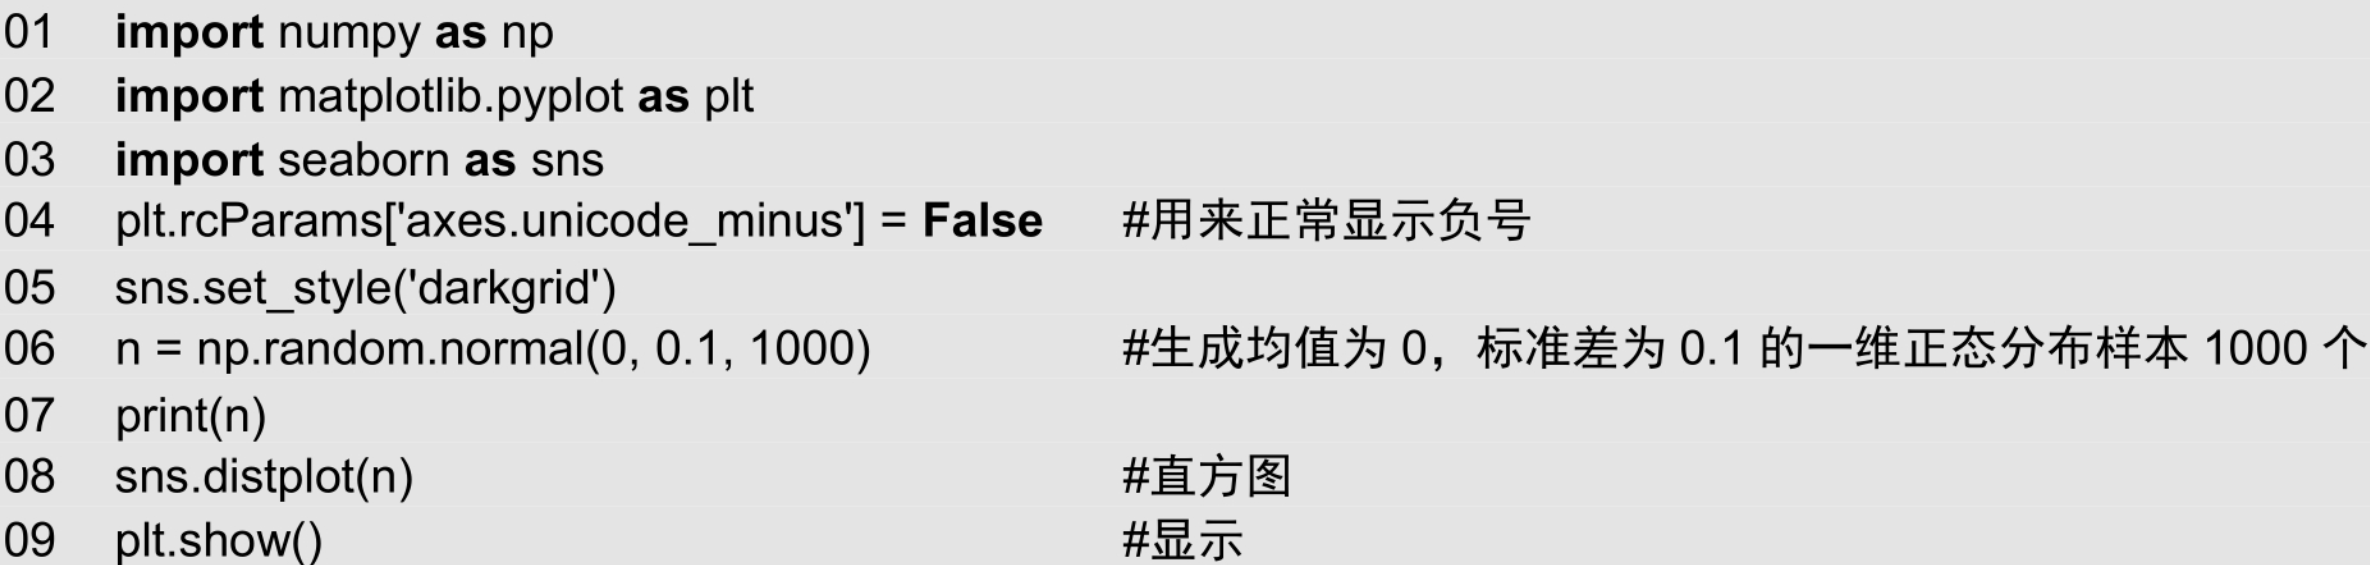 01 import numpy as np
02 import matplotlib.pyplot as plt
03 import seaborn as sns
04 plt.rcParams['axes.unicode_minus'] = False #用来正常显示负号
05 sns.set_style('darkgrid')
06 n = np.random.normal(0, 0.1, 1000) #生成均值为 0，标准差为 0.1 的一维正态分布样本 1000 个
07 print(n)
08 sns.distplot(n) #直方图
09 plt.show() #显示